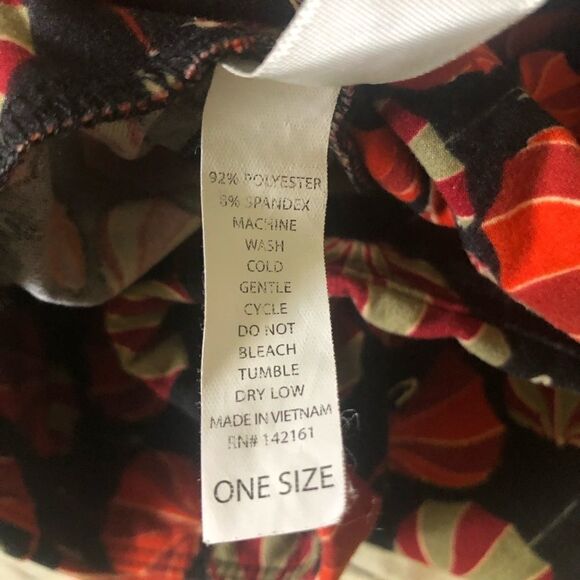 92% POLYESTER
8% SPANDEX
MACHINE
WASH
COLD
GENTLE
CYCLE
DO NOT
BLEACH
TUMBLE
DRY LOW
MADE IN VIETNAM
RN# 142161
ONE SIZE